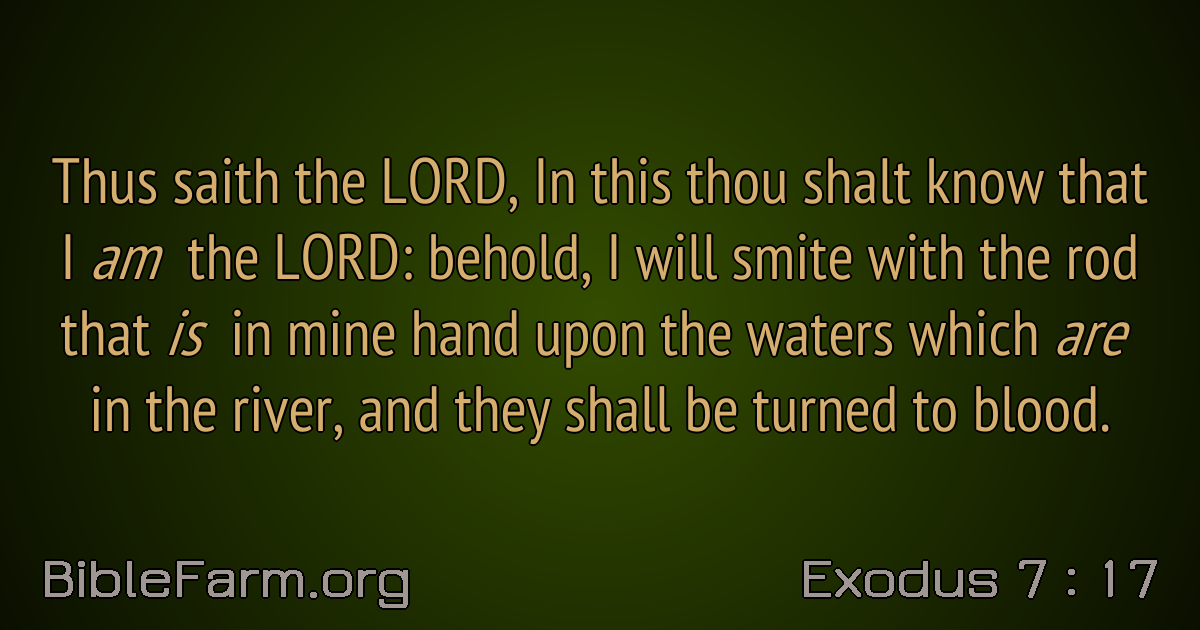 Thus saith the LORD, In this thou shalt know that
I am the LORD: behold, I will smite with the rod
that is in mine hand upon the waters which are
in the river, and they shall be turned to blood.
BibleFarm.org
Exodus 7 : 17